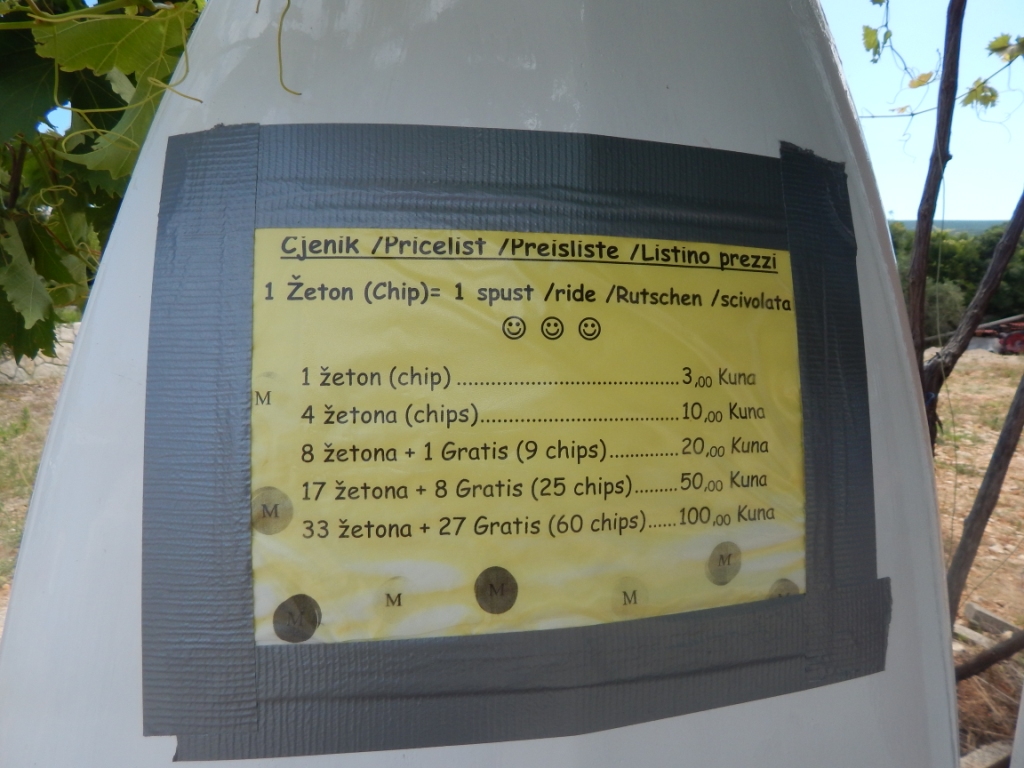 Cjenik /Pricelist /Preisliste /Listino prezzi
1 Žeton (Chip)= 1 spust /ride /Rutschen /scivolata
☺ ☺ ☺
1 žeton (chip) ........................................3,00 Kuna
4 žetona (chips)....................................10,00 Kuna
8 žetona + 1 Gratis (9 chips)............20,00 Kuna
17 žetona + 8 Gratis (25 chips)........50,00 Kuna
33 žetona + 27 Gratis (60 chips).....100,00 Kuna
M
M
M
M
M
M
M
M